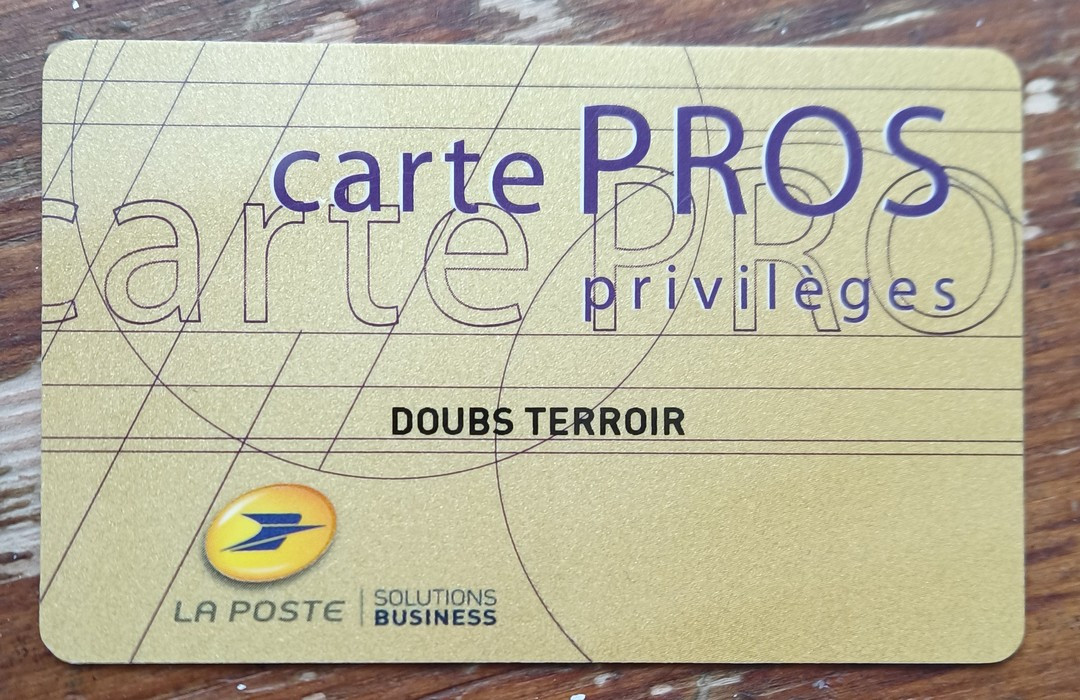 carte PROS
carte PRO
privilèges
DOUBS TERROIR
LA POSTE
SOLUTIONS
BUSINESS